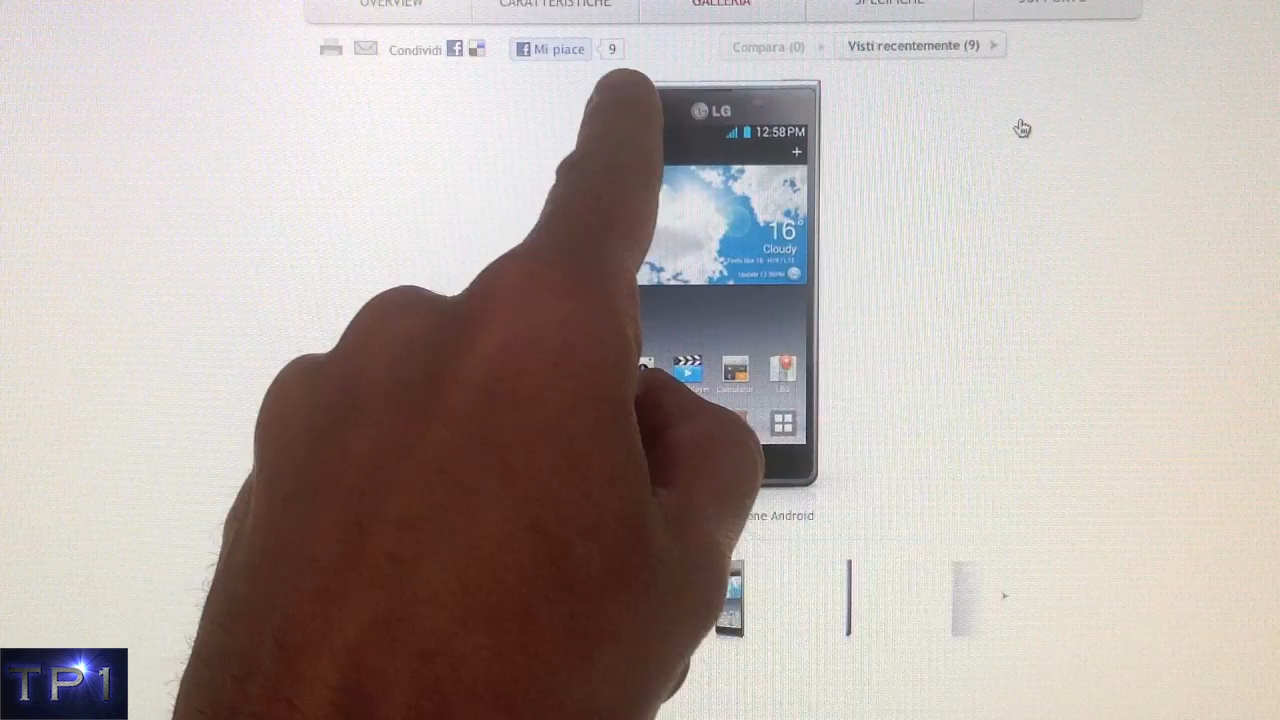 OVERVIEW CARATTERISTICHE GALLERIA SPECIFICHE SUPPORTO
Condividi Mi piace 9 Compara (0) Visti recentemente (9)
LG
12:58PM
+
16°
Cloudy
Calculator
one Android
TP1